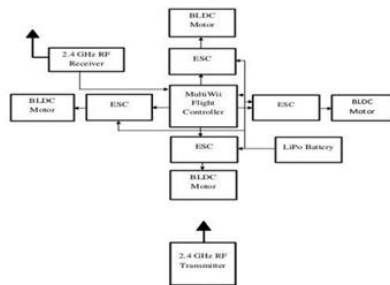 BLDC
Motor
2.4 GHz RF
Receiver
ESC
BLDC
Motor
ESC
MultiWii
Flight
Controller
ESC
BLDC
Motor
ESC
LiPo Battery
BLDC
Motor
2.4 GHz RF
Transmitter